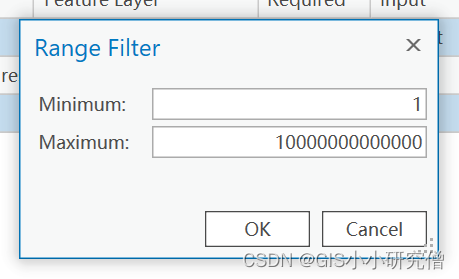 Feature Layer Required Input
Range Filter
re
Minimum: 1
Maximum: 10000000000000
OK Cancel
CSDN @GIS小小研究僧